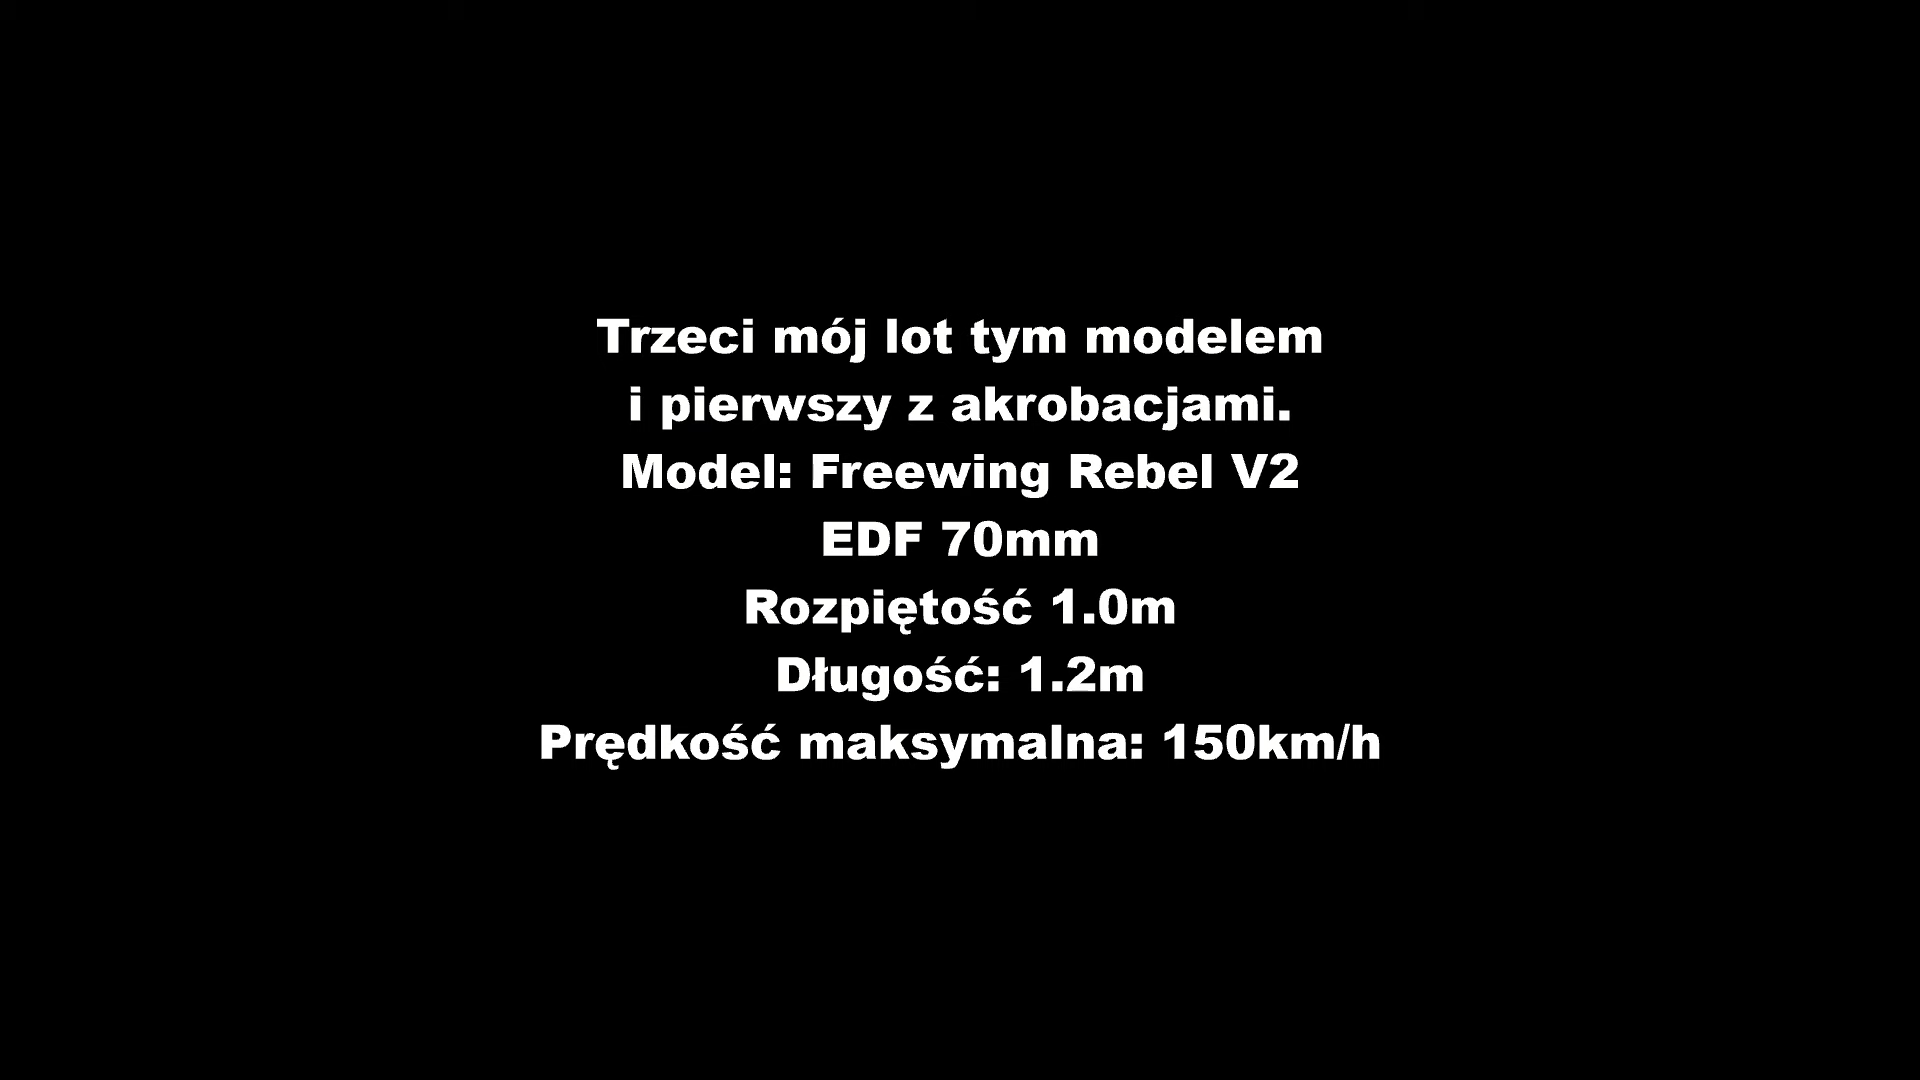 Trzeci mój lot tym modelem
i pierwszy z akrobacjami.
Model: Freewing Rebel V2
EDF 70mm
Rozpiętość 1.0m
Długość: 1.2m
Prędkość maksymalna: 150km/h